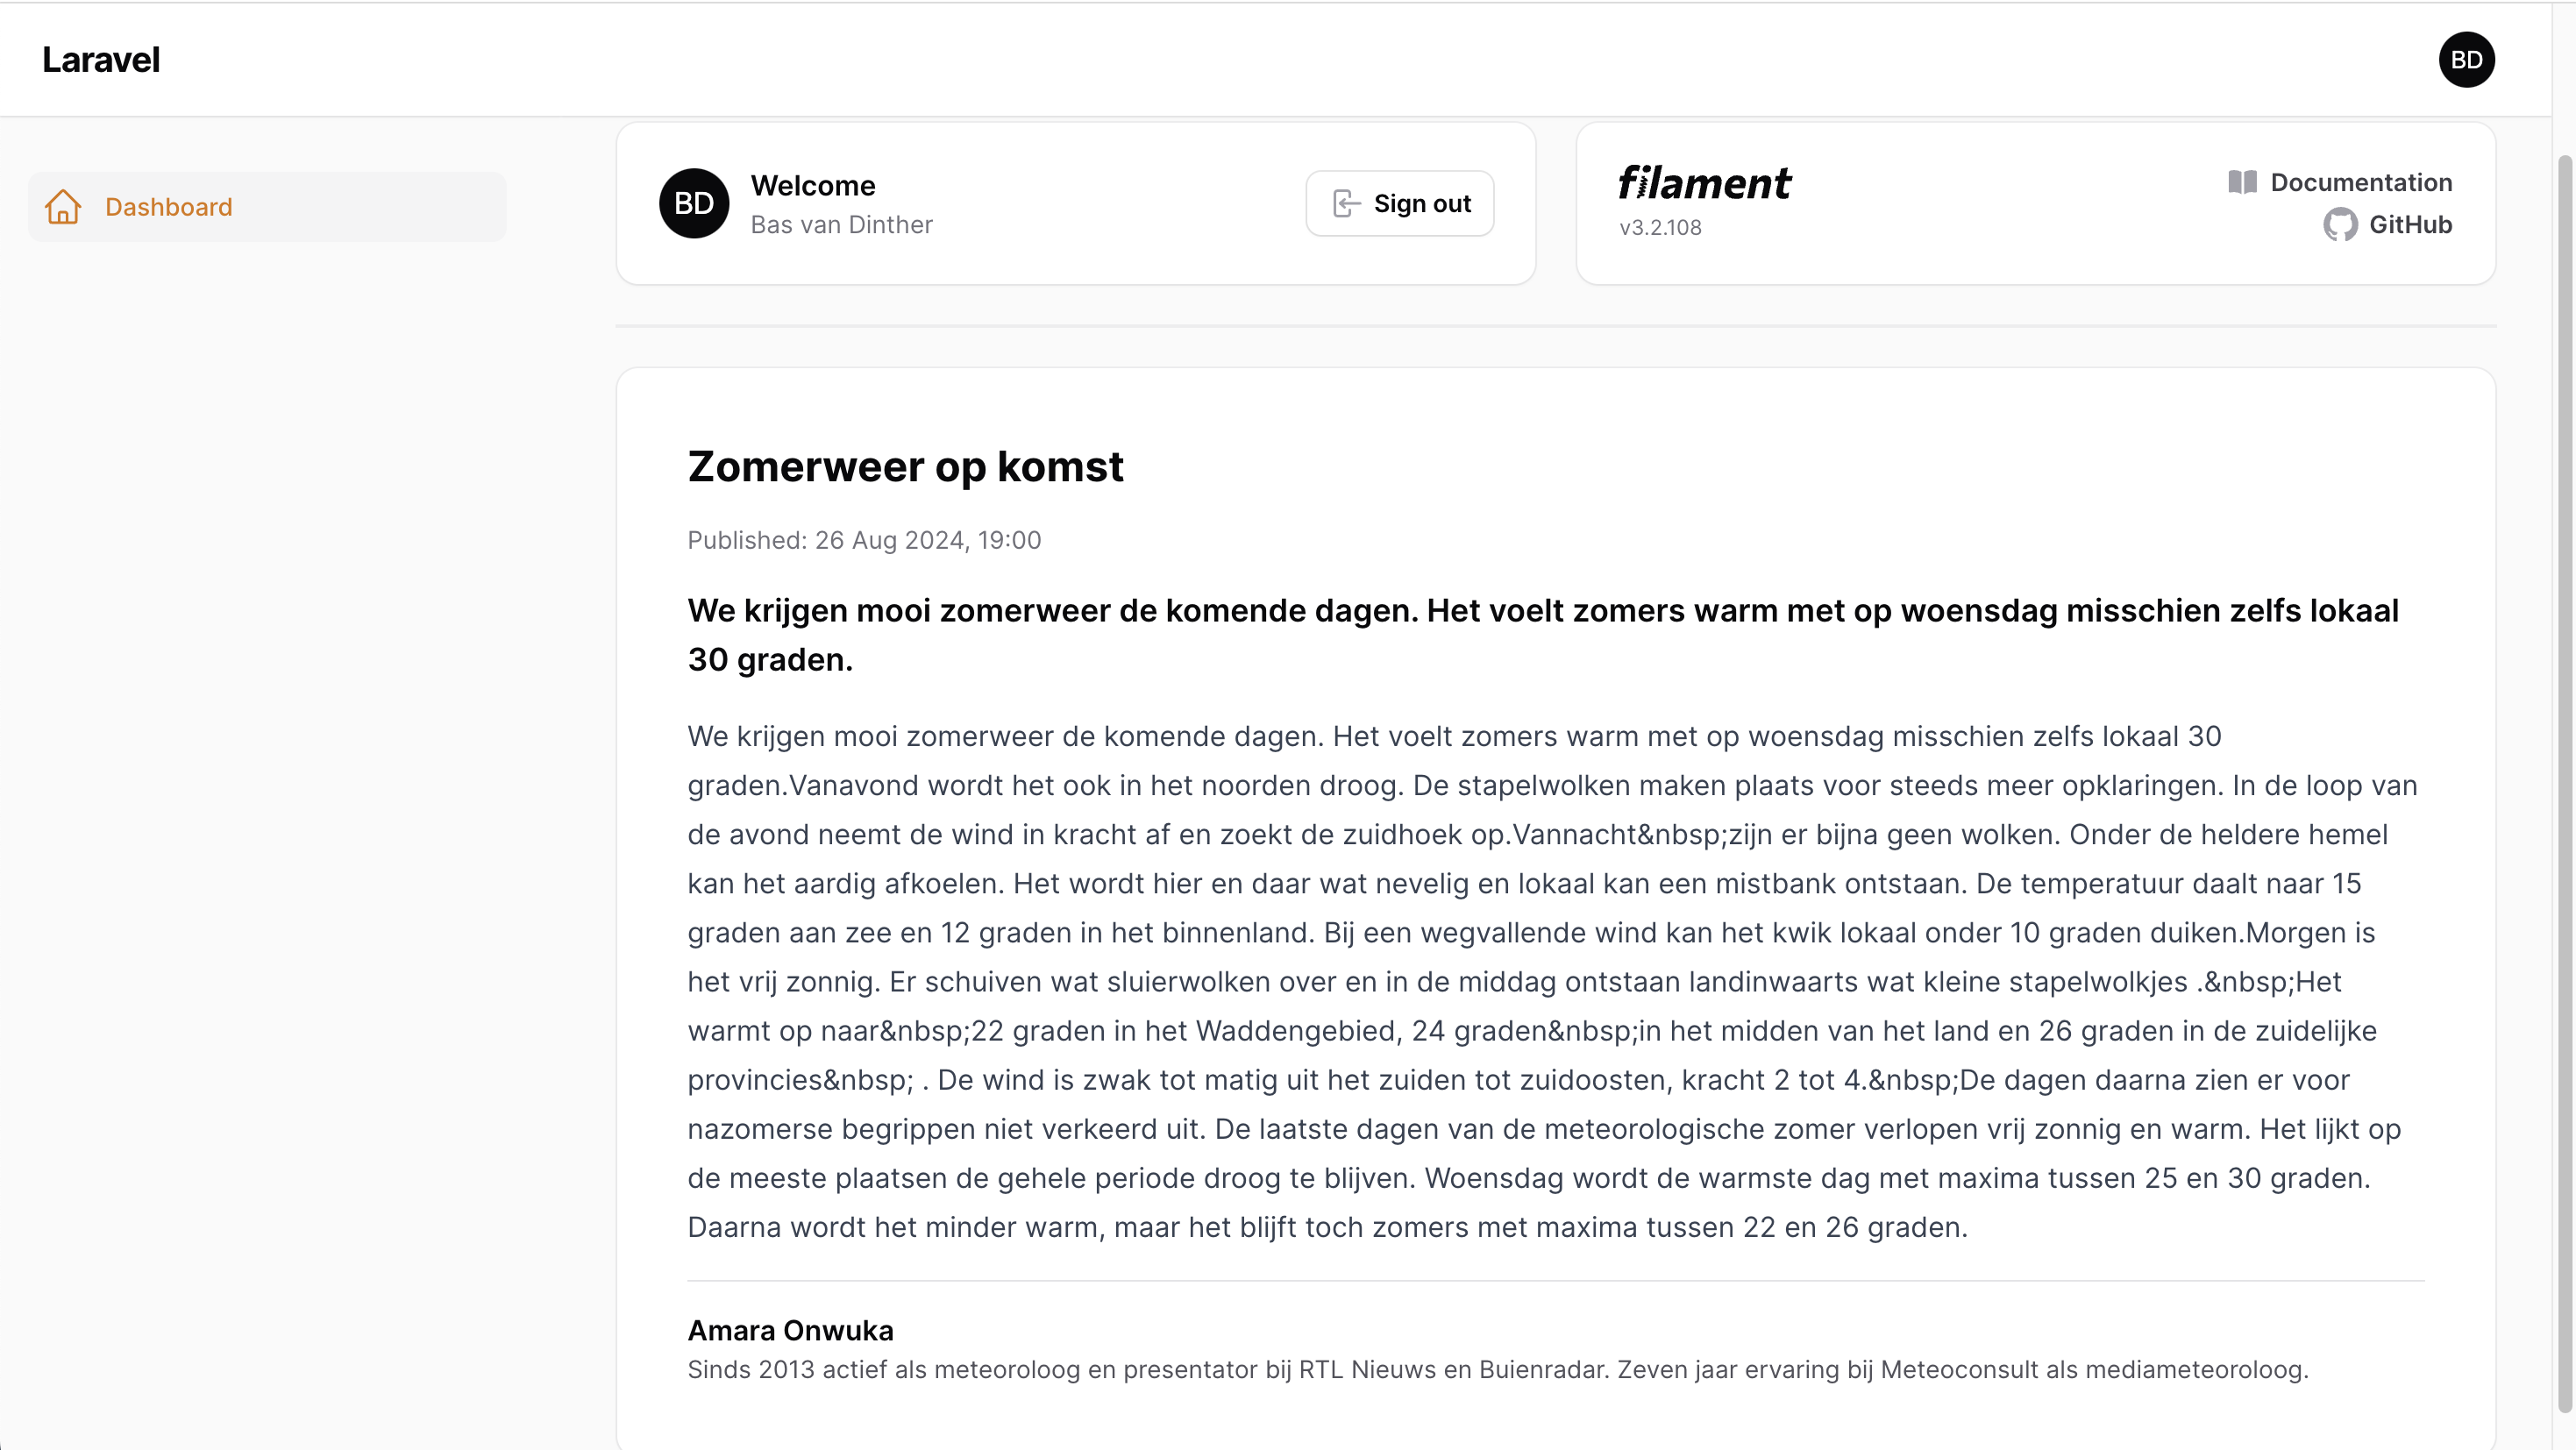 Laravel
BD
Dashboard
BD
Welcome
Bas van Dinther
Sign out
filament
v3.2.108
Documentation
GitHub
Zomerweer op komst
Published: 26 Aug 2024, 19:00
We krijgen mooi zomerweer de komende dagen. Het voelt zomers warm met op woensdag misschien zelfs lokaal
30 graden.
We krijgen mooi zomerweer de komende dagen. Het voelt zomers warm met op woensdag misschien zelfs lokaal 30
graden.Vanavond wordt het ook in het noorden droog. De stapelwolken maken plaats voor steeds meer opklaringen. In de loop van
de avond neemt de wind in kracht af en zoekt de zuidhoek op.Vannacht&nbsp;zijn er bijna geen wolken. Onder de heldere hemel
kan het aardig afkoelen. Het wordt hier en daar wat nevelig en lokaal kan een mistbank ontstaan. De temperatuur daalt naar 15
graden aan zee en 12 graden in het binnenland. Bij een wegvallende wind kan het kwik lokaal onder 10 graden duiken.Morgen is
het vrij zonnig. Er schuiven wat sluierwolken over en in de middag ontstaan landinwaarts wat kleine stapelwolkjes .&nbsp;Het
warmt op naar&nbsp;22 graden in het Waddengebied, 24 graden&nbsp;in het midden van het land en 26 graden in de zuidelijke
provincies&nbsp; . De wind is zwak tot matig uit het zuiden tot zuidoosten, kracht 2 tot 4.&nbsp;De dagen daarna zien er voor
nazomerse begrippen niet verkeerd uit. De laatste dagen van de meteorologische zomer verlopen vrij zonnig en warm. Het lijkt op
de meeste plaatsen de gehele periode droog te blijven. Woensdag wordt de warmste dag met maxima tussen 25 en 30 graden.
Daarna wordt het minder warm, maar het blijft toch zomers met maxima tussen 22 en 26 graden.
Amara Onwuka
Sinds 2013 actief als meteoroloog en presentator bij RTL Nieuws en Buienradar. Zeven jaar ervaring bij Meteoconsult als mediameteoroloog.